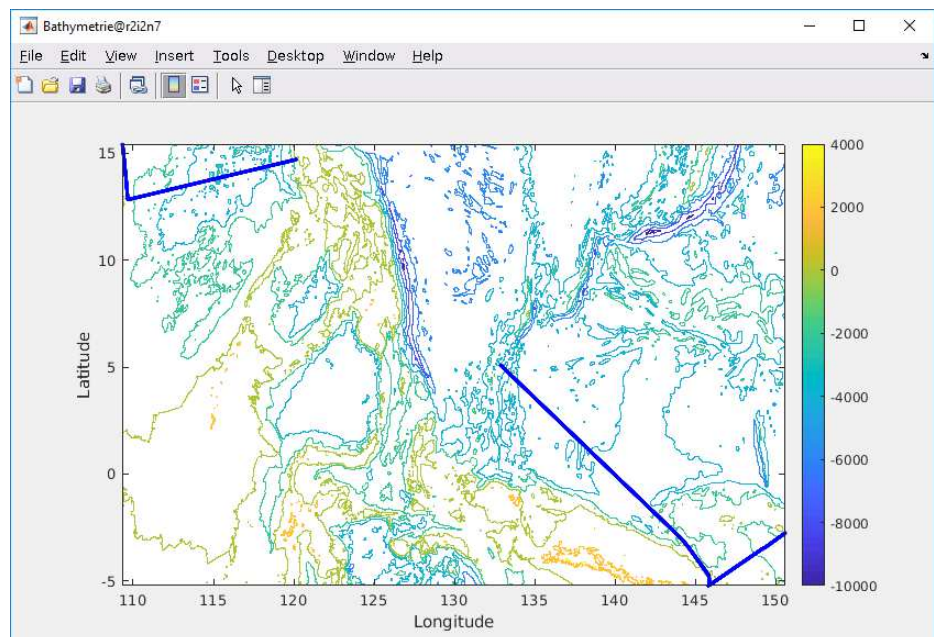 Bathymetrie@r2i2n7
File Edit View Insert Tools Desktop Window Help
15
10
5
0
-5
Latitude
110 115 120 125 130 135 140 145 150
Longitude
4000
2000
0
-2000
-4000
-6000
-8000
-10000